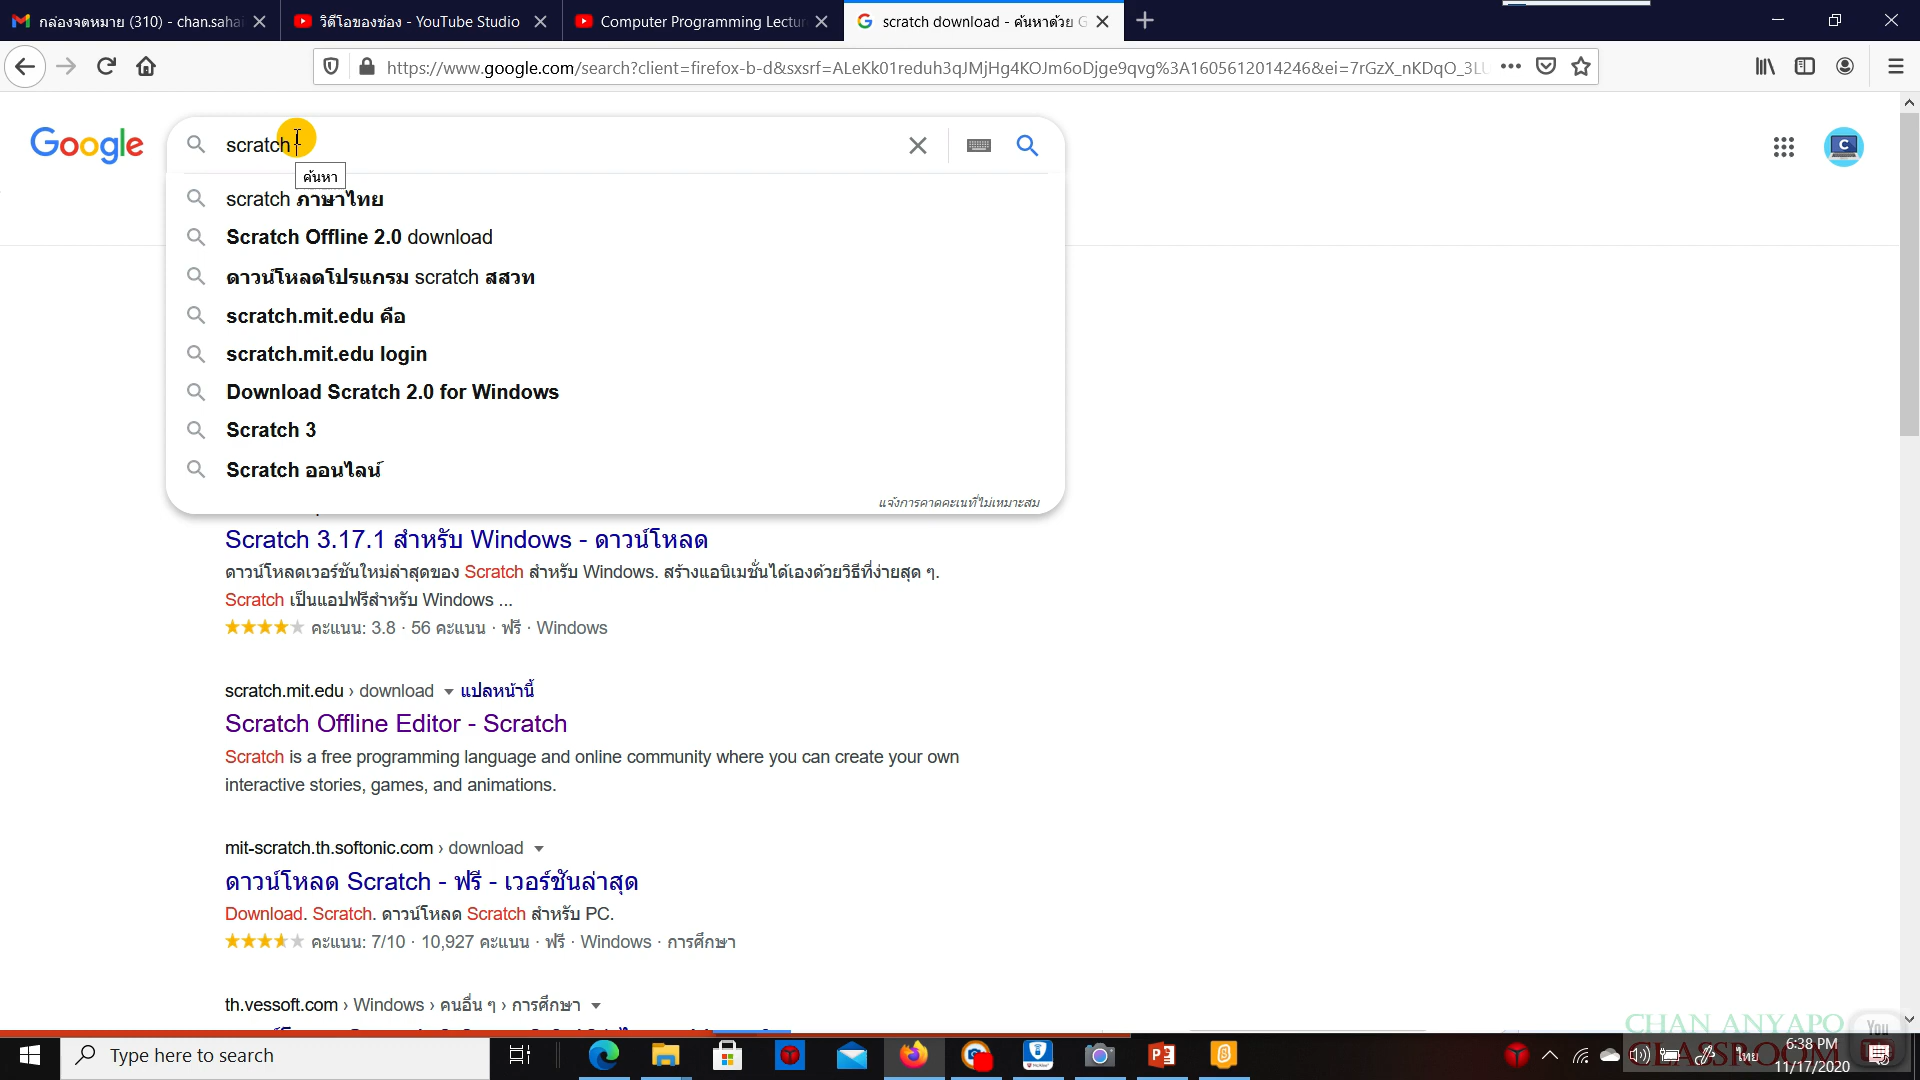 กล่องจดหมาย (310) - chan.sahai
วิดีโอของช่อง - YouTube Studio
Computer Programming Lectur
scratch download - ค้นหาด้วย G
https://www.google.com/search?client=firefox-b-d&sxsrf=ALeKk01reduh3qJMjHg4KOJm6oDjge9qvg%3A1605612014246&ei=7rGzX_nKDqO_3LU
Google
scratch
C
ค้นหา
scratch ภาษาไทย
Scratch Offline 2.0 download
ดาวน์โหลดโปรแกรม scratch สสวท
scratch.mit.edu คือ
scratch.mit.edu login
Download Scratch 2.0 for Windows
Scratch 3
Scratch ออนไลน์
แจ้งการคาดคะเนที่ไม่เหมาะสม
Scratch 3.17.1 สำหรับ Windows - ดาวน์โหลด
ดาวน์โหลดเวอร์ชันใหม่ล่าสุดของ Scratch สำหรับ Windows. สร้างแอนิเมชั่นได้เองด้วยวิธีที่ง่ายสุด ๆ.
Scratch เป็นแอปฟรีสำหรับ Windows ...
คะแนน: 3.8 · 56 คะแนน · ฟรี · Windows
scratch.mit.edu › download แปลหน้านี้
Scratch Offline Editor - Scratch
Scratch is a free programming language and online community where you can create your own
interactive stories, games, and animations.
mit-scratch.th.softonic.com › download
ดาวน์โหลด Scratch - ฟรี - เวอร์ชันล่าสุด
Download. Scratch. ดาวน์โหลด Scratch สำหรับ PC.
คะแนน: 7/10 · 10,927 คะแนน · ฟรี · Windows · การศึกษา
th.vessoft.com › Windows › คนอื่น ๆ › การศึกษา
CHAN ANYAPO
CLASSROOM
You
Type here to search
ไทย
6:38 PM
11/17/2020